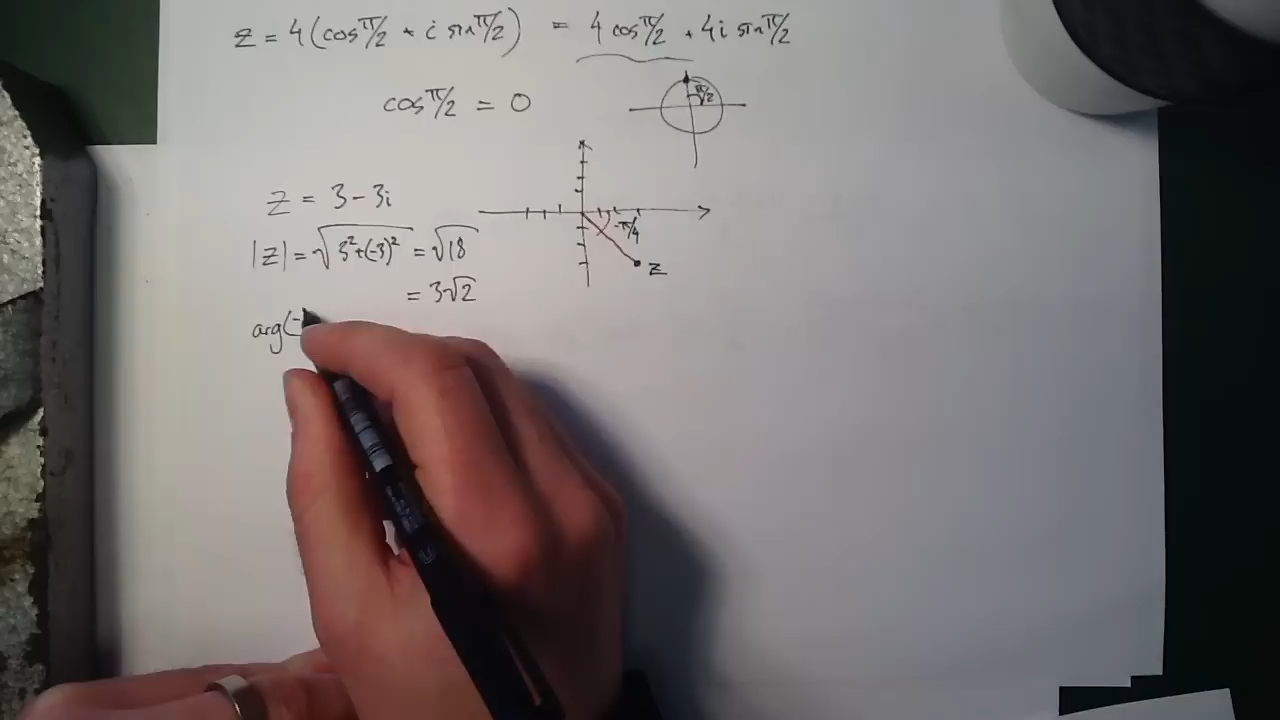 z = 4(cos π/2 + i sin π/2) = 4 cos π/2 + 4i sin π/2
cos π/2 = 0
π/2
z = 3 - 3i
|z| = √3²+(-3)² = √18
-π/4
z
= 3√2
arg(